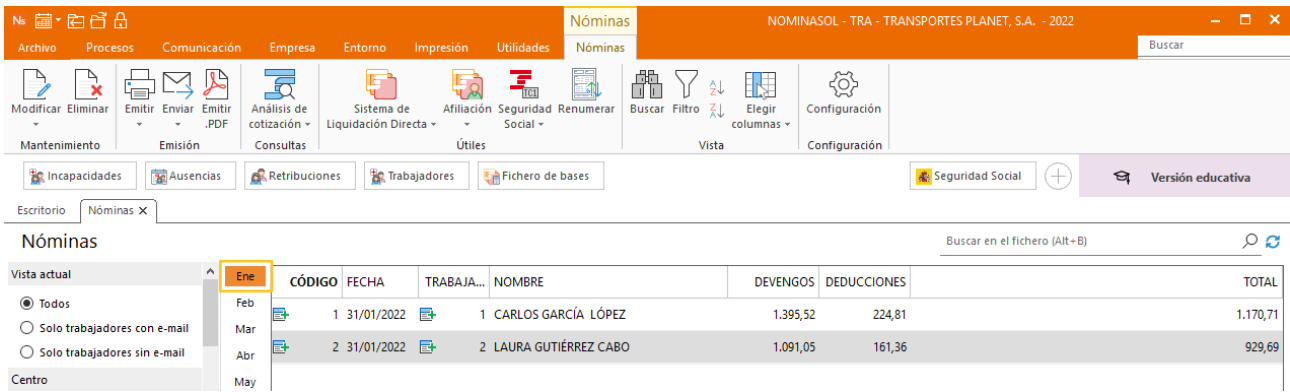 Ns Nóminas NOMINASOL - TRA - TRANSPORTES PLANET, S.A. - 2022
Archivo Procesos Comunicación Empresa Entorno Impresión Utilidades Nóminas Buscar
Modificar Eliminar Emitir Enviar Emitir .PDF Análisis de cotización Sistema de Liquidación Directa Afiliación Seguridad Social Renumerar Buscar Filtro Elegir columnas Configuración
Mantenimiento Emisión Consultas Útiles Vista Configuración
Incapacidades Ausencias Retribuciones Trabajadores Fichero de bases Seguridad Social Versión educativa
Escritorio Nóminas
Nóminas Buscar en el fichero (Alt+B)
Vista actual Ene CÓDIGO FECHA TRABAJA... NOMBRE DEVENGOS DEDUCCIONES TOTAL
Todos Feb 1 31/01/2022 1 CARLOS GARCÍA LÓPEZ 1.395,52 224,81 1.170,71
Solo trabajadores con e-mail Mar
Solo trabajadores sin e-mail Abr 2 31/01/2022 2 LAURA GUTIÉRREZ CABO 1.091,05 161,36 929,69
Centro May